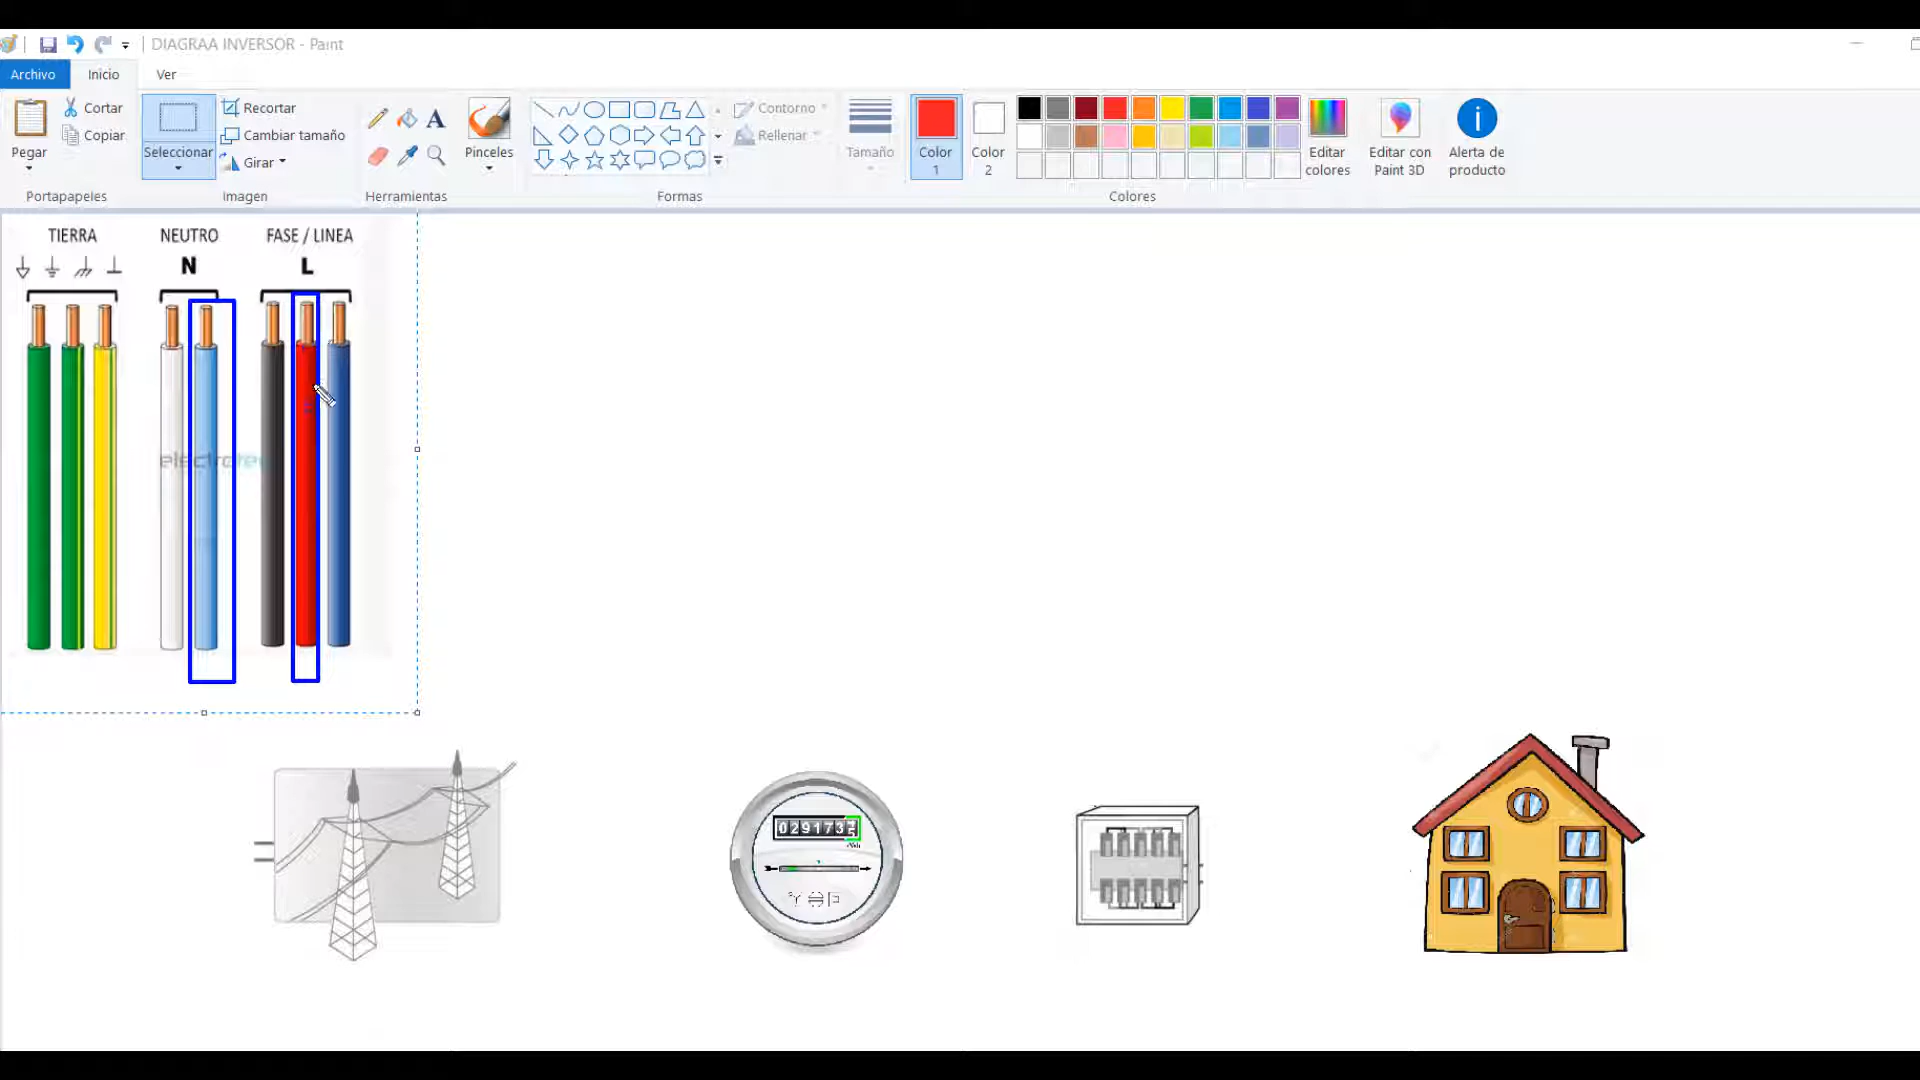 DIAGRAA INVERSOR - Paint
Archivo
Inicio
Ver
Pegar
Cortar
Copiar
Portapapeles
Seleccionar
Recortar
Cambiar tamaño
Girar
Imagen
A
Herramientas
Pinceles
Contorno
Rellenar
Formas
Tamaño
Color 1
Color 2
Editar colores
Editar con Paint 3D
Alerta de producto
Colores
TIERRA
NEUTRO
FASE / LINEA
N
L
electrotec